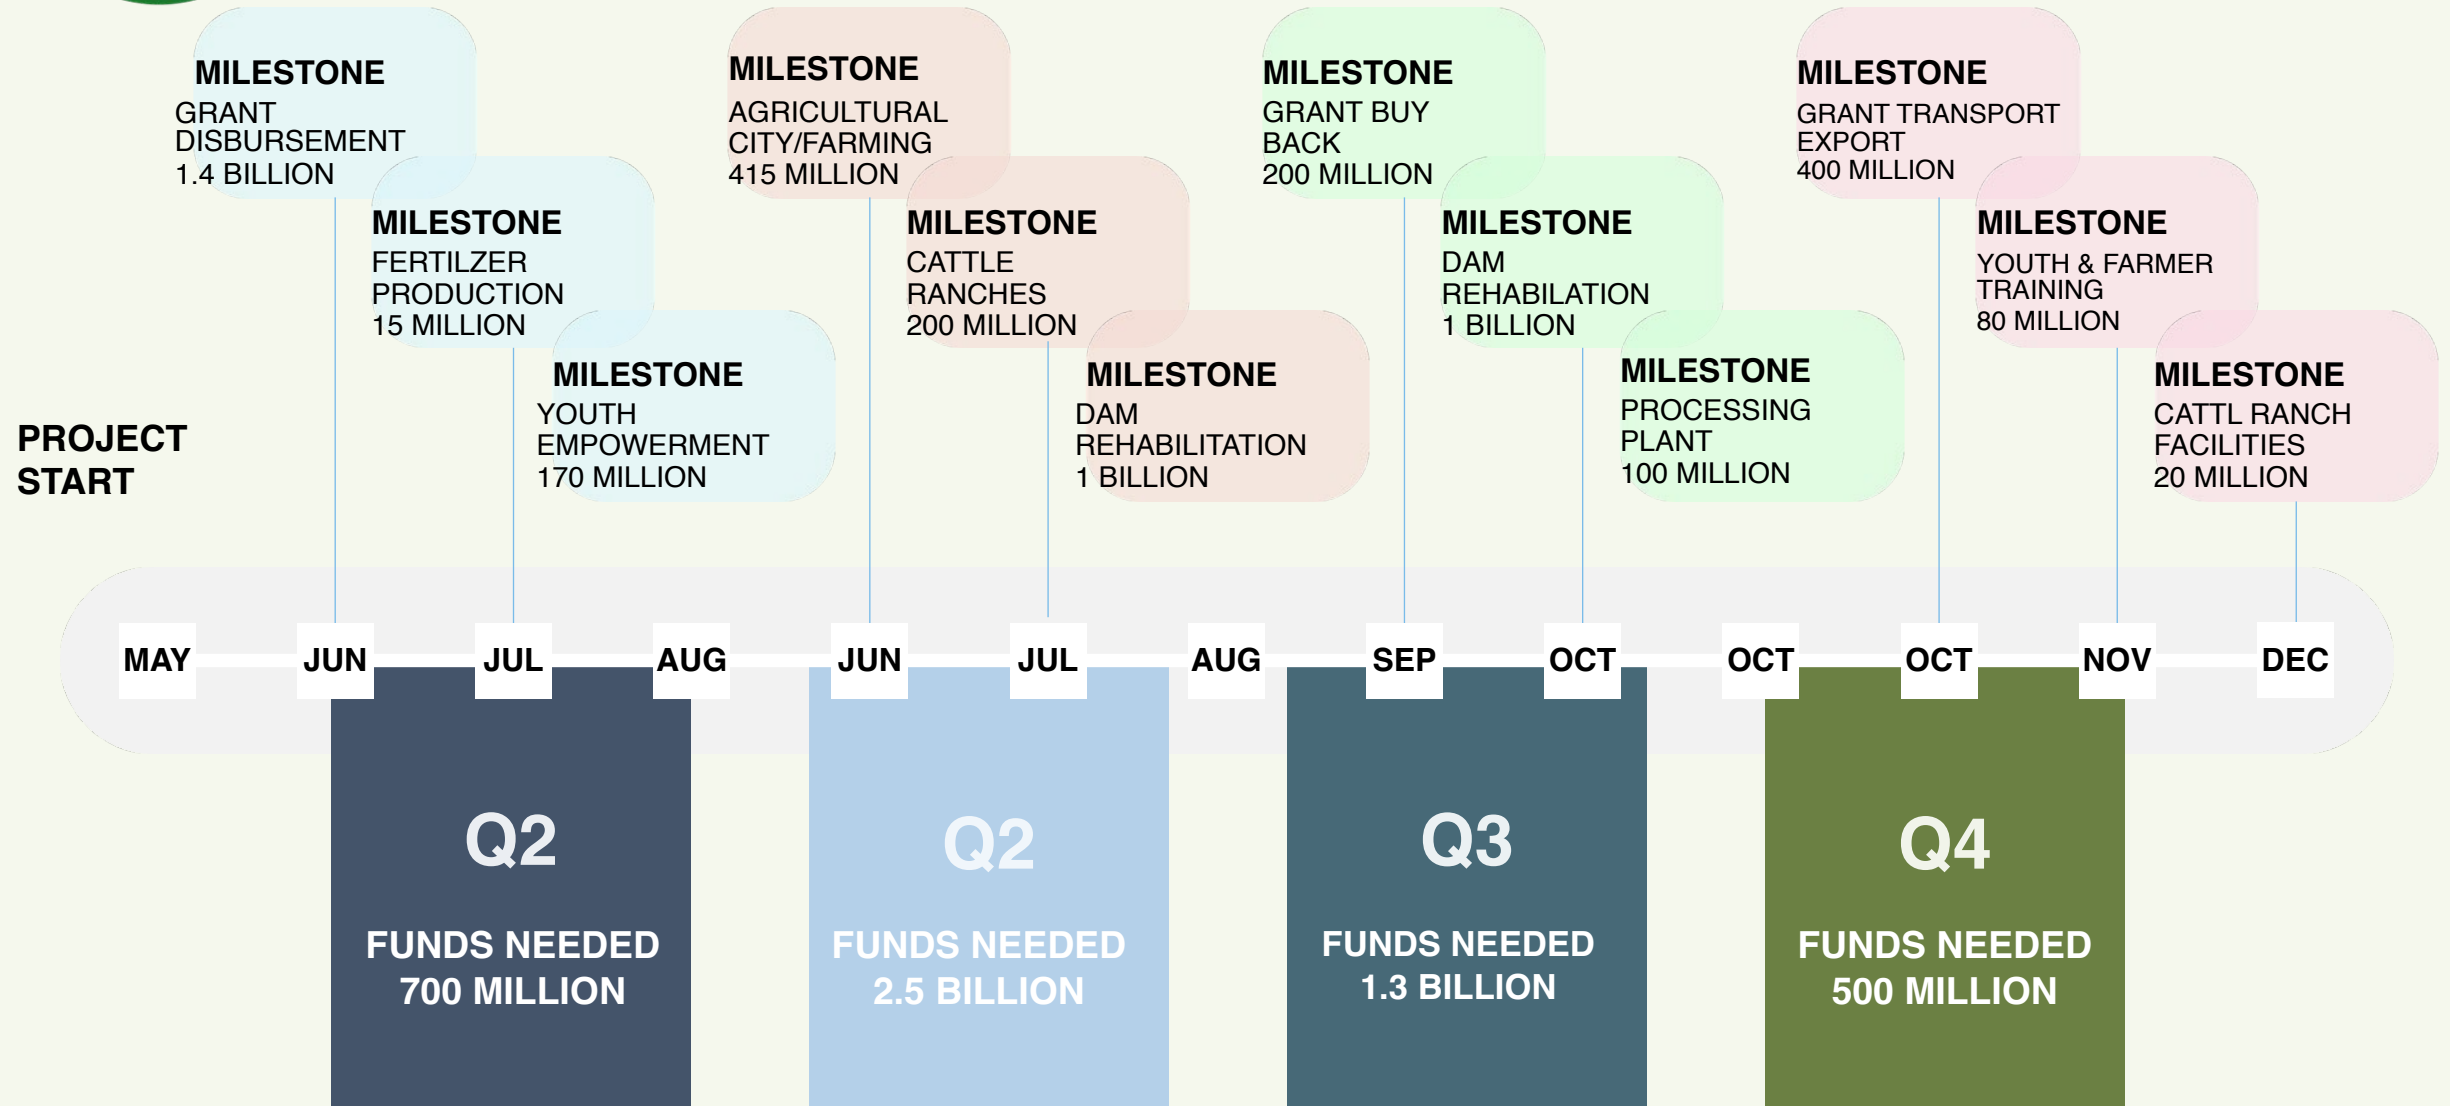 MILESTONE
GRANT
DISBURSEMENT
1.4 BILLION
MILESTONE
FERTILZER
PRODUCTION
15 MILLION
MILESTONE
YOUTH
EMPOWERMENT
170 MILLION
MILESTONE
AGRICULTURAL
CITY/FARMING
415 MILLION
MILESTONE
CATTLE
RANCHES
200 MILLION
MILESTONE
DAM
REHABILITATION
1 BILLION
MILESTONE
GRANT BUY
BACK
200 MILLION
MILESTONE
DAM
REHABILATION
1 BILLION
MILESTONE
PROCESSING
PLANT
100 MILLION
MILESTONE
GRANT TRANSPORT
EXPORT
400 MILLION
MILESTONE
YOUTH & FARMER
TRAINING
80 MILLION
MILESTONE
CATTL RANCH
FACILITIES
20 MILLION
PROJECT
START
MAY JUN JUL AUG JUN JUL AUG SEP OCT OCT OCT NOV DEC
Q2
FUNDS NEEDED
700 MILLION
Q2
FUNDS NEEDED
2.5 BILLION
Q3
FUNDS NEEDED
1.3 BILLION
Q4
FUNDS NEEDED
500 MILLION